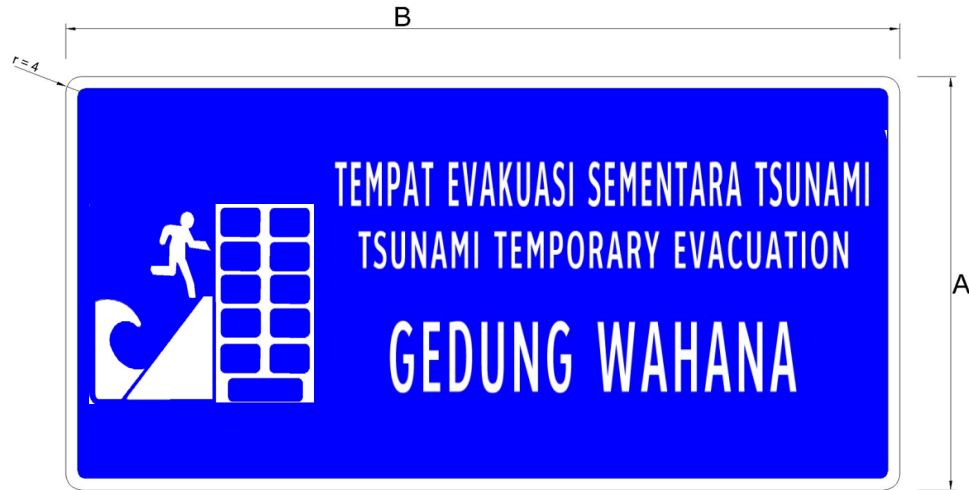 B
r = 4
TEMPAT EVAKUASI SEMENTARA TSUNAMI
TSUNAMI TEMPORARY EVACUATION
A
GEDUNG WAHANA